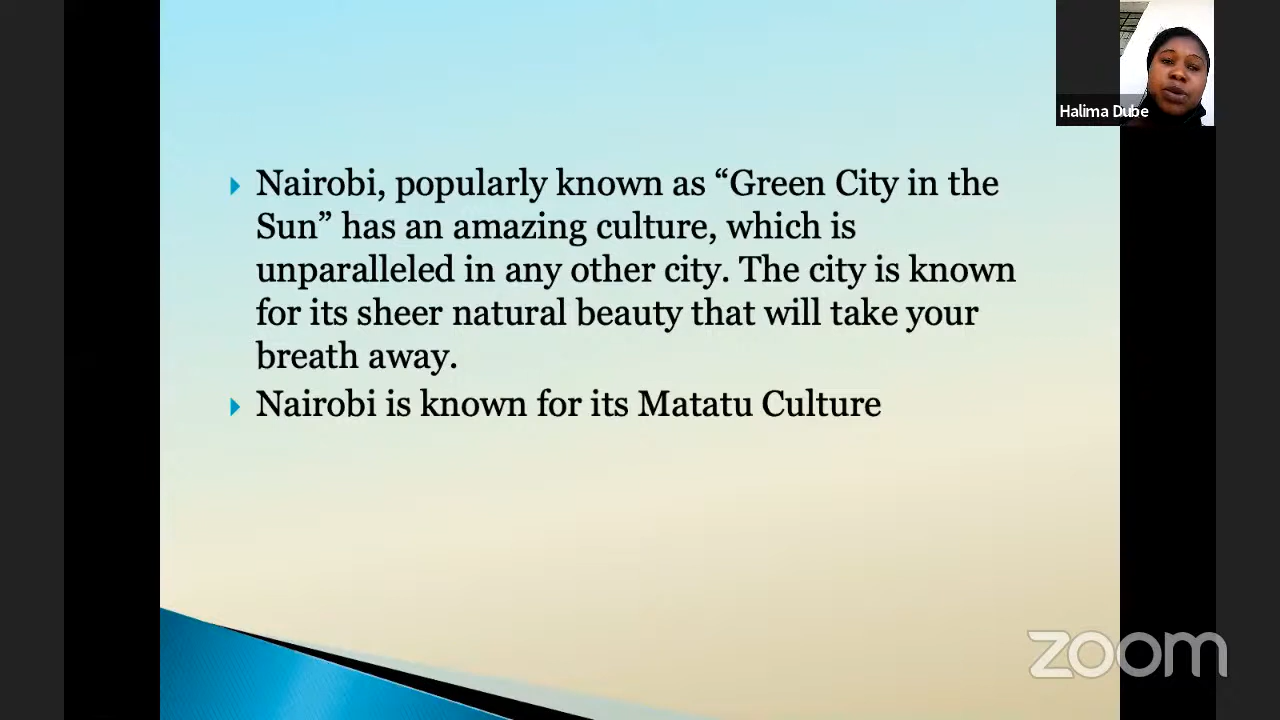 Halima Dube
Nairobi, popularly known as “Green City in the
Sun” has an amazing culture, which is
unparalleled in any other city. The city is known
for its sheer natural beauty that will take your
breath away.
Nairobi is known for its Matatu Culture
zoom